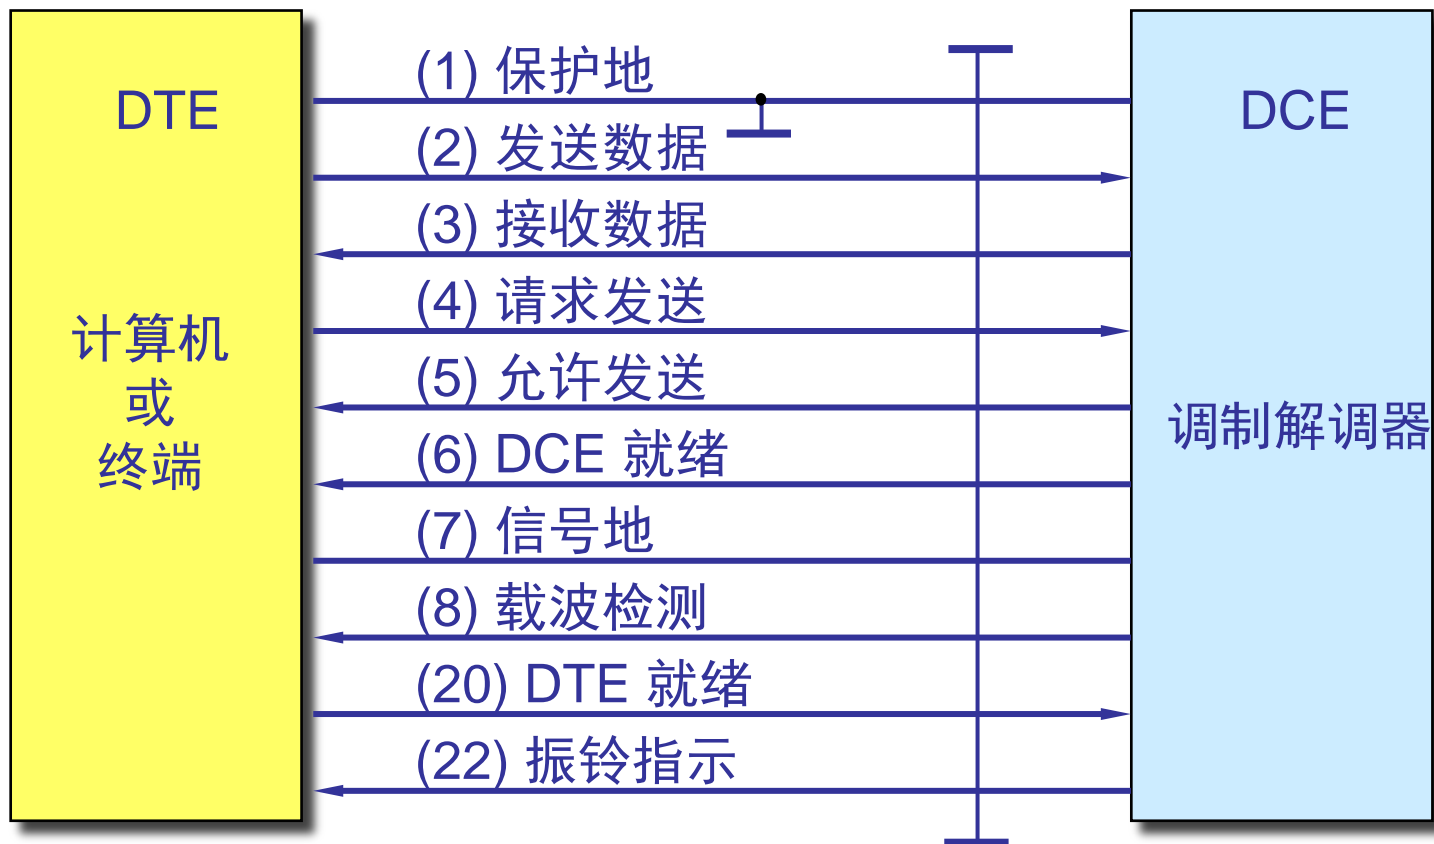 DTE
计算机
或
终端
(1) 保护地
(2) 发送数据
(3) 接收数据
(4) 请求发送
(5) 允许发送
(6) DCE 就绪
(7) 信号地
(8) 载波检测
(20) DTE 就绪
(22) 振铃指示
DCE
调制解调器